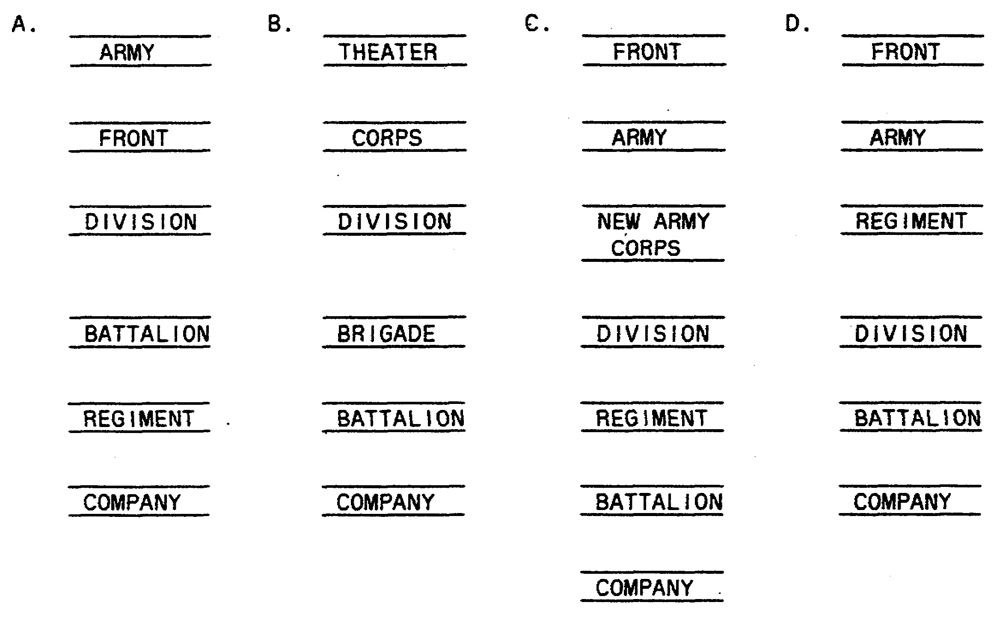 A.
ARMY
FRONT
DIVISION
BATTALION
REGIMENT
COMPANY
B.
THEATER
CORPS
DIVISION
BRIGADE
BATTALION
COMPANY
C.
FRONT
ARMY
NEW ARMY
CORPS
DIVISION
REGIMENT
BATTALION
COMPANY
D.
FRONT
ARMY
REGIMENT
DIVISION
BATTALION
COMPANY